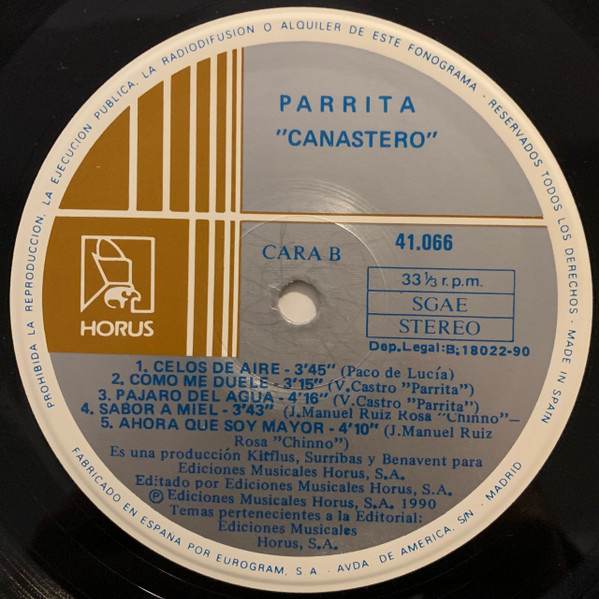 PROHIBIDA LA REPRODUCCION, LA EJECUCION PUBLICA, LA RADIODIFUSION O ALQUILER DE ESTE FONOGRAMA · RESERVADOS TODOS LOS DERECHOS · MADE IN SPAIN
PARRITA
"CANASTERO"
HORUS
CARA B
41.066
33 1/3 r.p.m.
SGAE
STEREO
Dep.Legal:B:18022-90
1. CELOS DE AIRE - 3'45" (Paco de Lucía)
2. COMO ME DUELE - 3'15" (V.Castro "Parrita")
3. PAJARO DEL AGUA - 4'16" (V.Castro "Parrita")
4. SABOR A MIEL - 3'43" (J.Manuel Ruiz Rosa "Chinno"–
5. AHORA QUE SOY MAYOR - 4'10" (J.Manuel Ruiz
Rosa "Chinno")
Es una producción Kitflus, Surribas y Benavent para
Ediciones Musicales Horus, S.A.
Editado por Ediciones Musicales Horus, S.A.
Ⓟ Ediciones Musicales Horus, S.A. 1990
Temas pertenecientes a la Editorial:
Ediciones Musicales
Horus, S.A.
FABRICADO EN ESPAÑA POR EUROGRAM, S.A. - AVDA DE AMERICA, S/N - MADRID